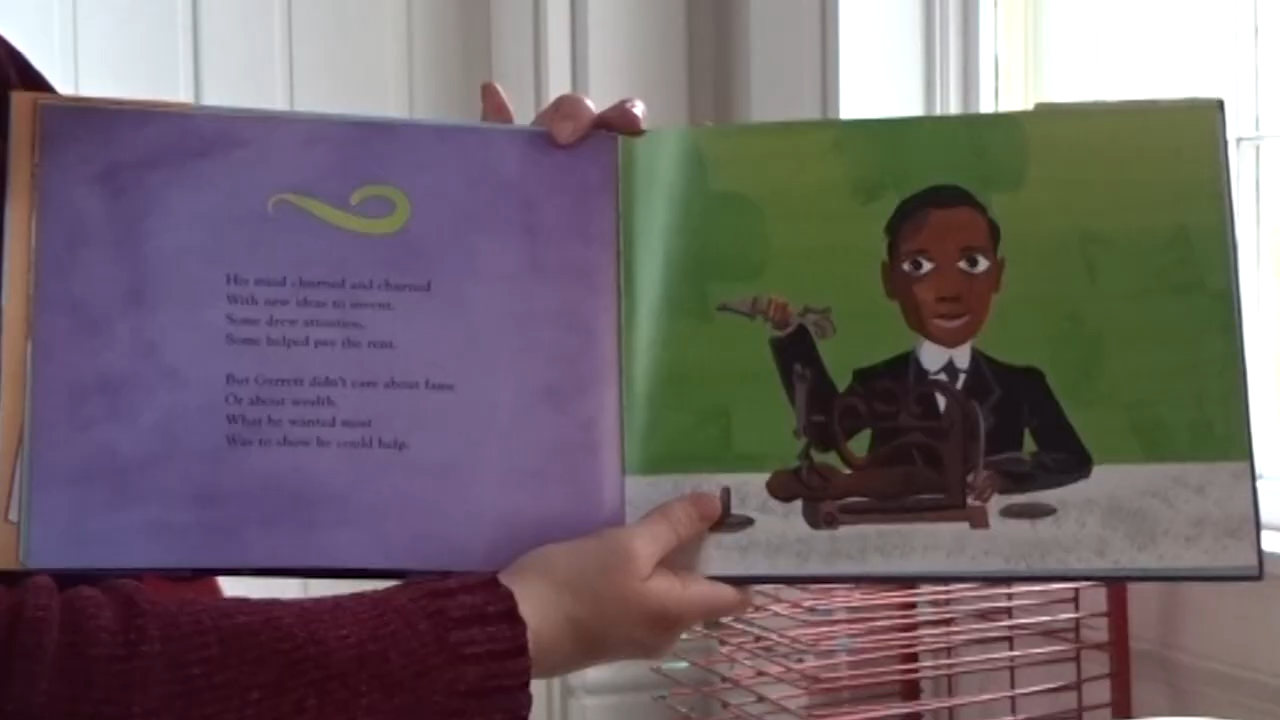 His mind churned and churned
With new ideas to invent.
Some drew attention.
Some helped pay the rent.
But Garrett didn't care about fame
Or about wealth.
What he wanted most
Was to show he could help.